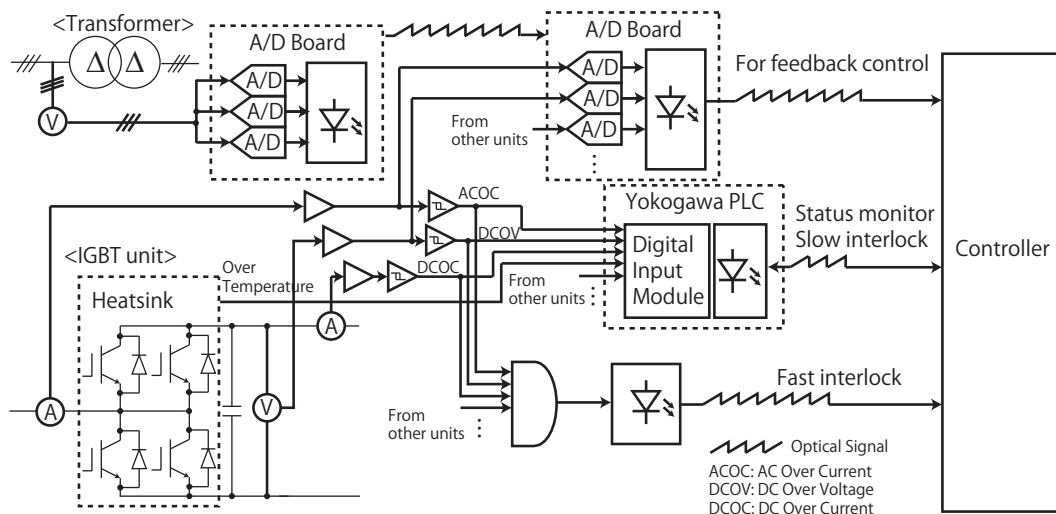 <Transformer>
Δ Δ
V
A/D Board
A/D
A/D
A/D
A/D Board
A/D
A/D
A/D
From
other units
For feedback control
ACOC
DCOV
DCOC
Yokogawa PLC
Digital
Input
Module
From
other units
Status monitor
Slow interlock
Controller
<IGBT unit>
Over
Temperature
Heatsink
A
A
V
From
other units
Fast interlock
Optical Signal
ACOC: AC Over Current
DCOV: DC Over Voltage
DCOC: DC Over Current